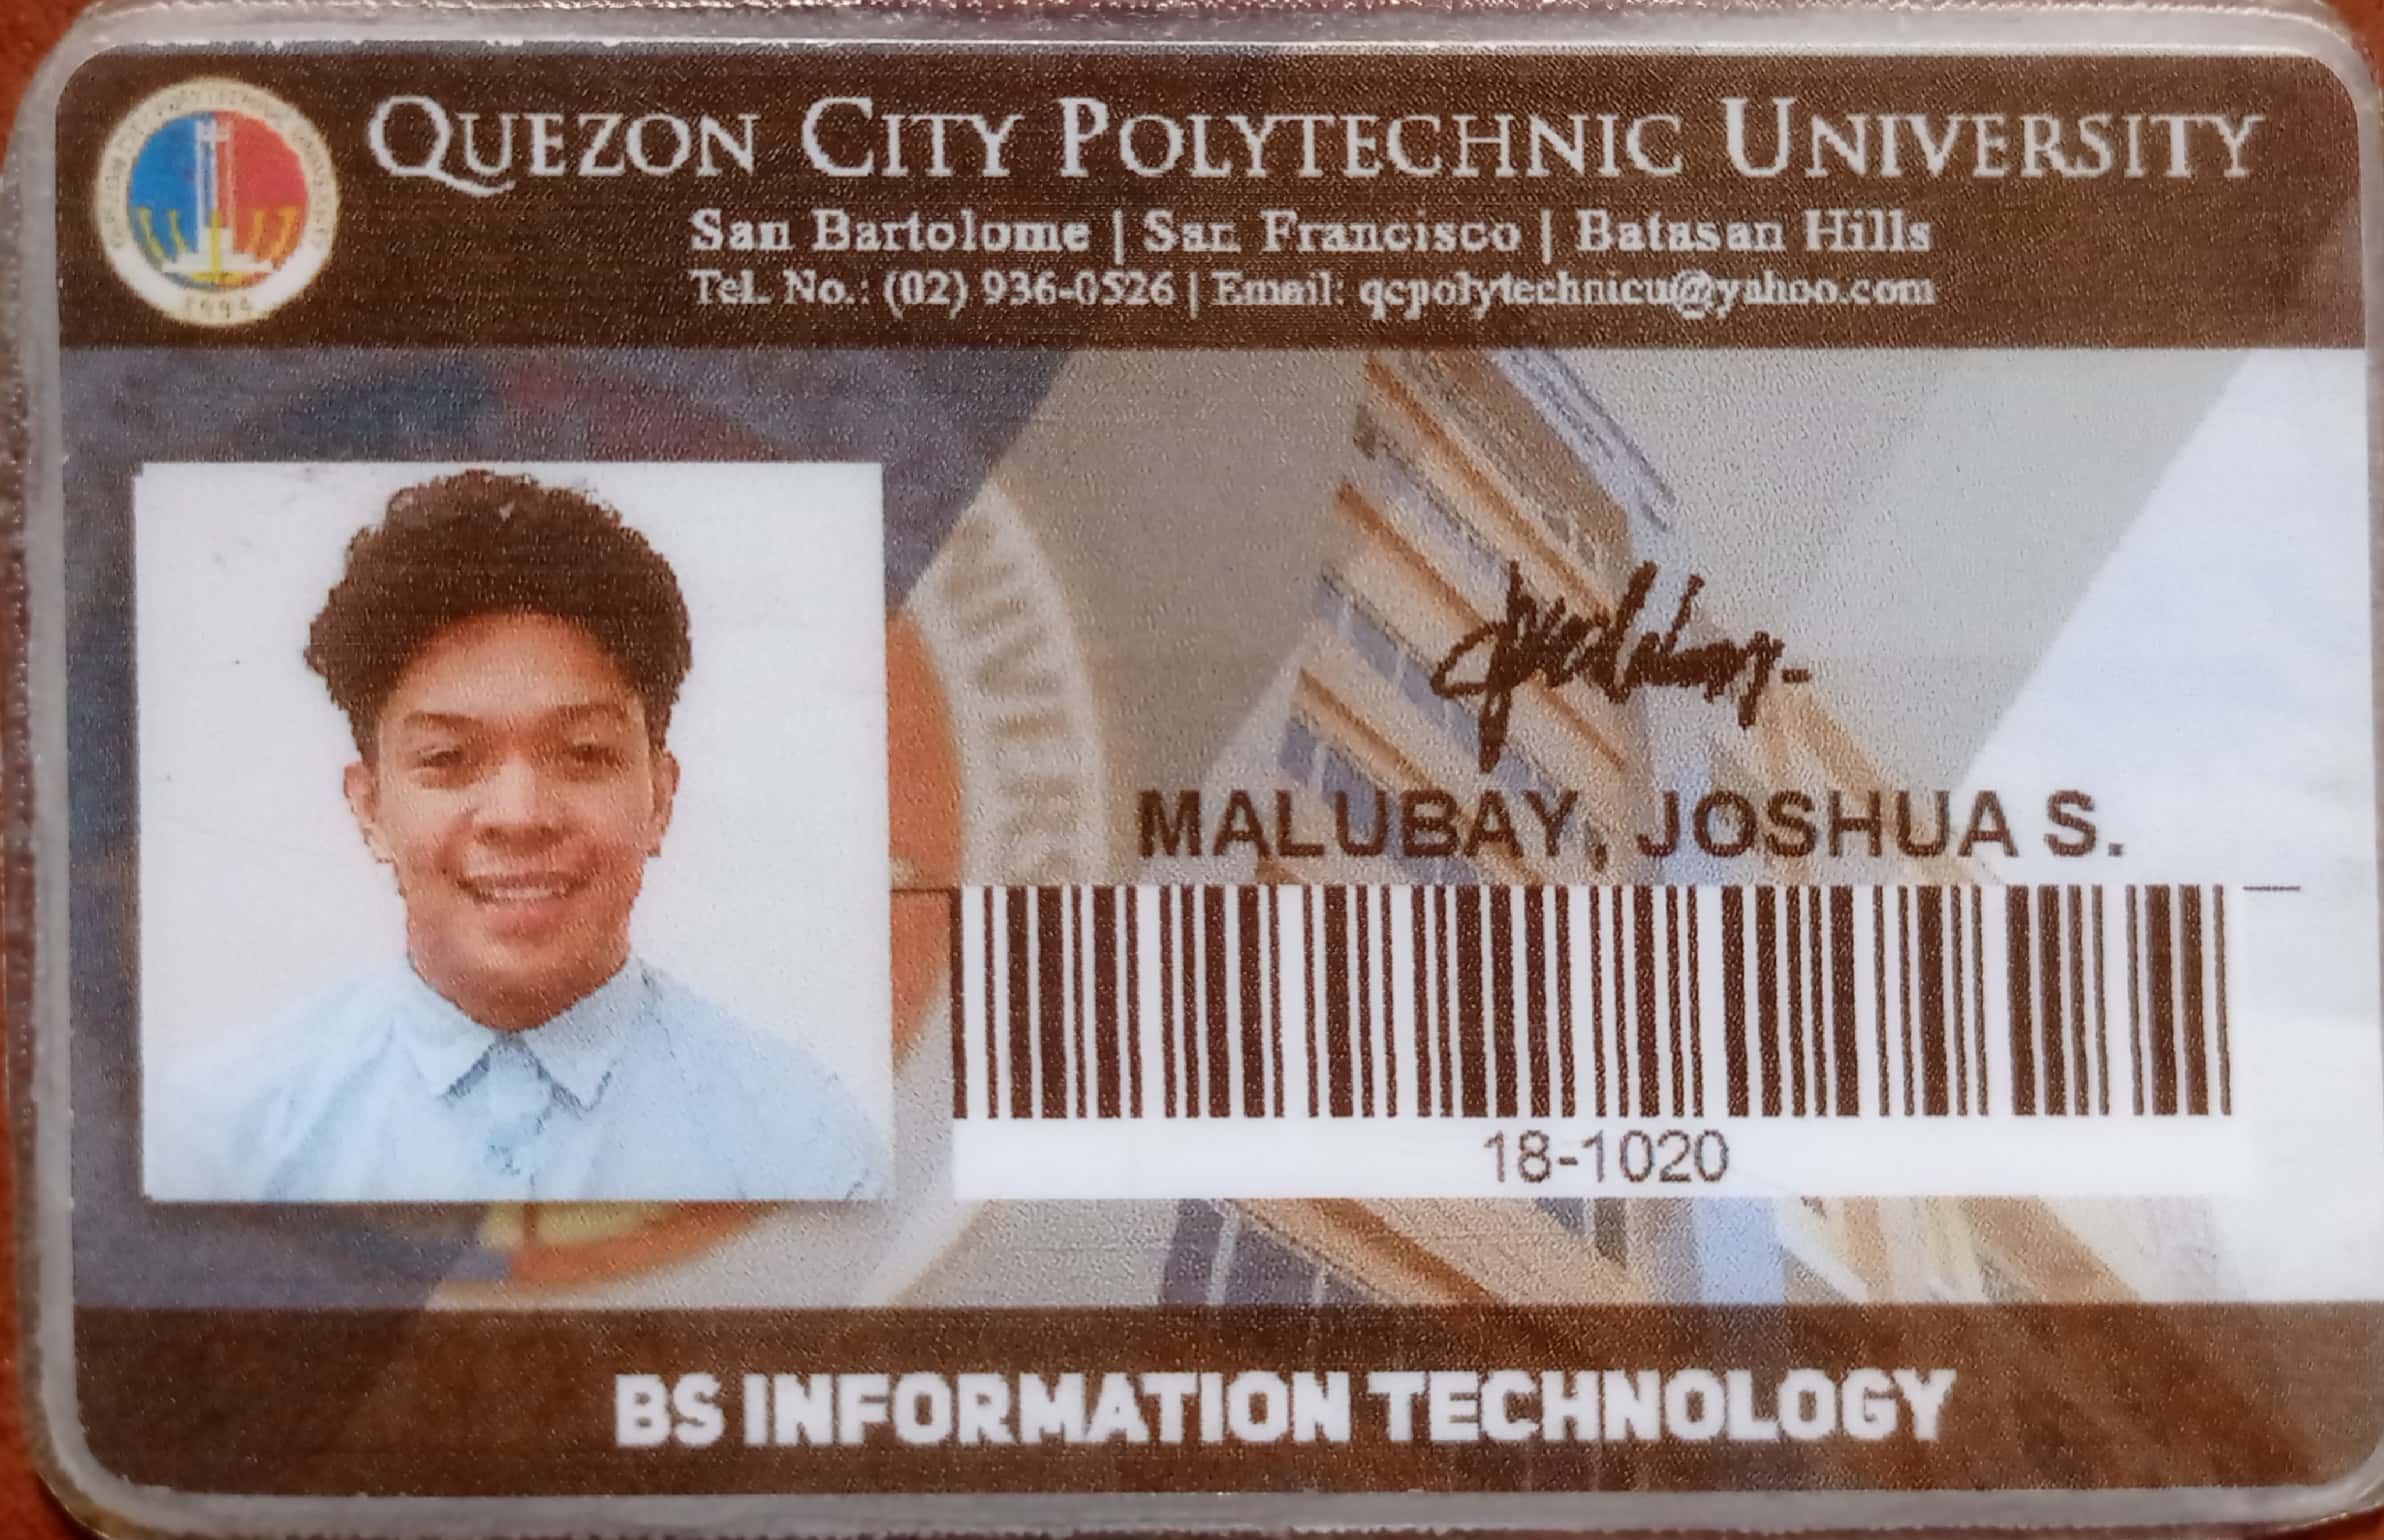 QUEZON CITY POLYTECHNIC UNIVERSITY
San Bartolome | San Francisco | Batasan Hills
Tel. No.: (02) 936-0526 | Email: qcpolytechnicu@yahoo.com
1994
MALUBAY, JOSHUA S.
18-1020
BS INFORMATION TECHNOLOGY